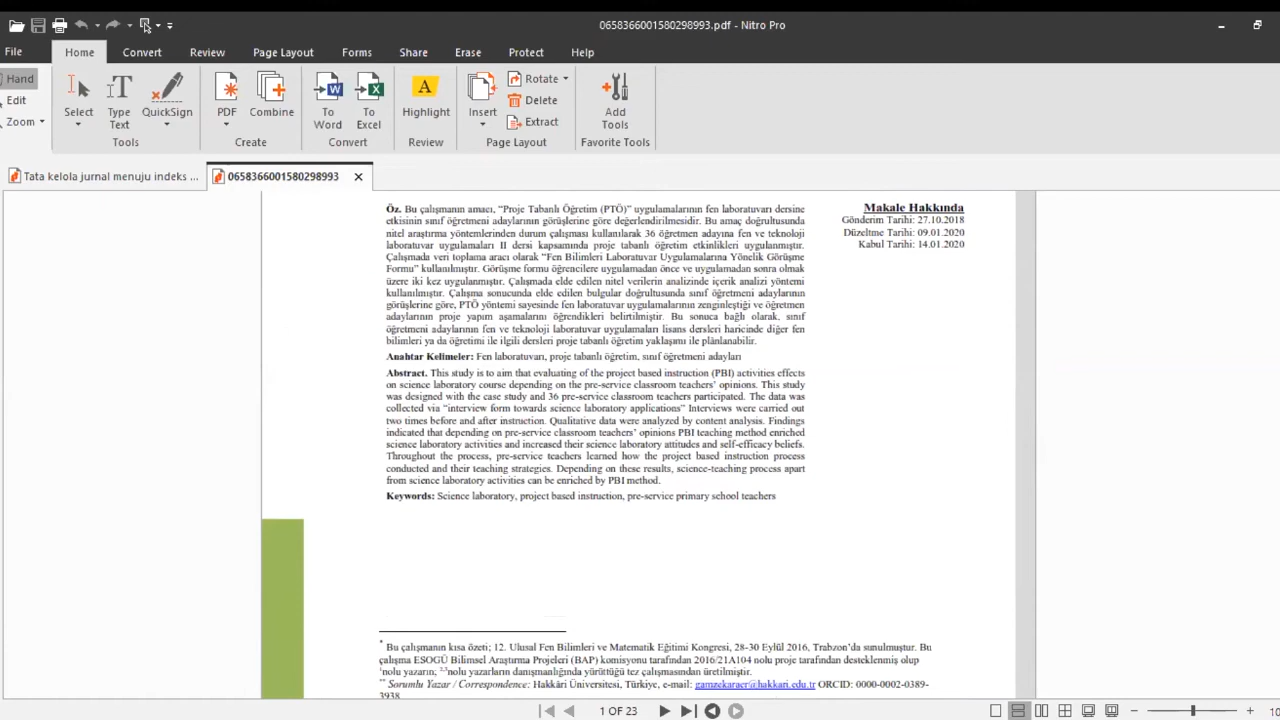 0658366001580298993.pdf - Nitro Pro
File Home Convert Review Page Layout Forms Share Erase Protect Help
Hand
Edit
Zoom
Select
Type
Text
QuickSign
Tools
PDF
Combine
Create
To
Word
To
Excel
Convert
Highlight
Review
Insert
Rotate
Delete
Extract
Page Layout
Add
Tools
Favorite Tools
Tata kelola jurnal menuju indeks ...
0658366001580298993
Öz. Bu çalışmanın amacı, “Proje Tabanlı Öğretim (PTÖ)” uygulamalarının fen laboratuvarı dersine
etkisinin sınıf öğretmeni adaylarının görüşlerine göre değerlendirilmesidir. Bu amaç doğrultusunda
nitel araştırma yöntemlerinden durum çalışması kullanılarak 36 öğretmen adayına fen ve teknoloji
laboratuvar uygulamaları II dersi kapsamında proje tabanlı öğretim etkinlikleri uygulanmıştır.
Çalışmada veri toplama aracı olarak “Fen Bilimleri Laboratuvar Uygulamalarına Yönelik Görüşme
Formu” kullanılmıştır. Görüşme formu öğrencilere uygulamadan önce ve uygulamadan sonra olmak
üzere iki kez uygulanmıştır. Çalışmada elde edilen nitel verilerin analizinde içerik analizi yöntemi
kullanılmıştır. Çalışma sonucunda elde edilen bulgular doğrultusunda sınıf öğretmeni adaylarının
görüşlerine göre, PTÖ yöntemi sayesinde fen laboratuvar uygulamalarının zenginleştiği ve öğretmen
adaylarının proje yapım aşamalarını öğrendikleri belirtilmiştir. Bu sonuca bağlı olarak, sınıf
öğretmeni adaylarının fen ve teknoloji laboratuvar uygulamaları lisans dersleri haricinde diğer fen
bilimleri ya da öğretimi ile ilgili dersleri proje tabanlı öğretim yaklaşımı ile plânlanabilir.
Anahtar Kelimeler: Fen laboratuvarı, proje tabanlı öğretim, sınıf öğretmeni adayları
Abstract. This study is to aim that evaluating of the project based instruction (PBI) activities effects
on science laboratory course depending on the pre-service classroom teachers’ opinions. This study
was designed with the case study and 36 pre-service classroom teachers participated. The data was
collected via “interview form towards science laboratory applications” Interviews were carried out
two times before and after instruction. Qualitative data were analyzed by content analysis. Findings
indicated that depending on pre-service classroom teachers’ opinions PBI teaching method enriched
science laboratory activities and increased their science laboratory attitudes and self-efficacy beliefs.
Throughout the process, pre-service teachers learned how the project based instruction process
conducted and their teaching strategies. Depending on these results, science-teaching process apart
from science laboratory activities can be enriched by PBI method.
Keywords: Science laboratory, project based instruction, pre-service primary school teachers
Makale Hakkında
Gönderim Tarihi: 27.10.2018
Düzeltme Tarihi: 09.01.2020
Kabul Tarihi: 14.01.2020
* Bu çalışmanın kısa özeti; 12. Ulusal Fen Bilimleri ve Matematik Eğitimi Kongresi, 28-30 Eylül 2016, Trabzon’da sunulmuştur. Bu
çalışma ESOGÜ Bilimsel Araştırma Projeleri (BAP) komisyonu tarafından 2016/21A104 nolu proje tarafından desteklenmiş olup
1nolu yazarın; 2,3nolu yazarların danışmanlığında yürüttüğü tez çalışmasından üretilmiştir.
** Sorumlu Yazar / Correspondence: Hakkâri Üniversitesi, Türkiye, e-mail: gamzekaraer@hakkari.edu.tr ORCID: 0000-0002-0389-
3938
1 OF 23
10